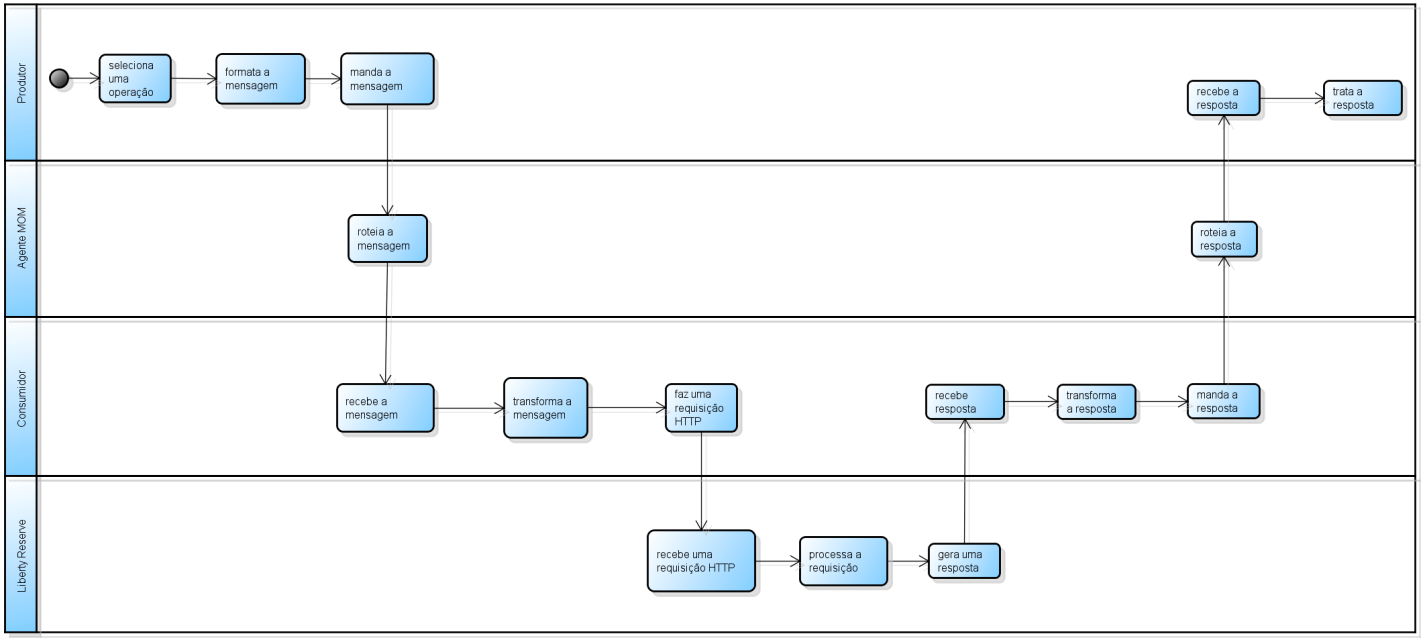 Produtor
seleciona
uma
operação
formata a
mensagem
manda a
mensagem
recebe a
resposta
trata a
resposta
Agente MOM
roteia a
mensagem
roteia a
resposta
Consumidor
recebe a
mensagem
transforma a
mensagem
faz uma
requisição
HTTP
recebe
resposta
transforma
a resposta
manda a
resposta
Liberty Reserve
recebe uma
requisição HTTP
processa a
requisição
gera uma
resposta